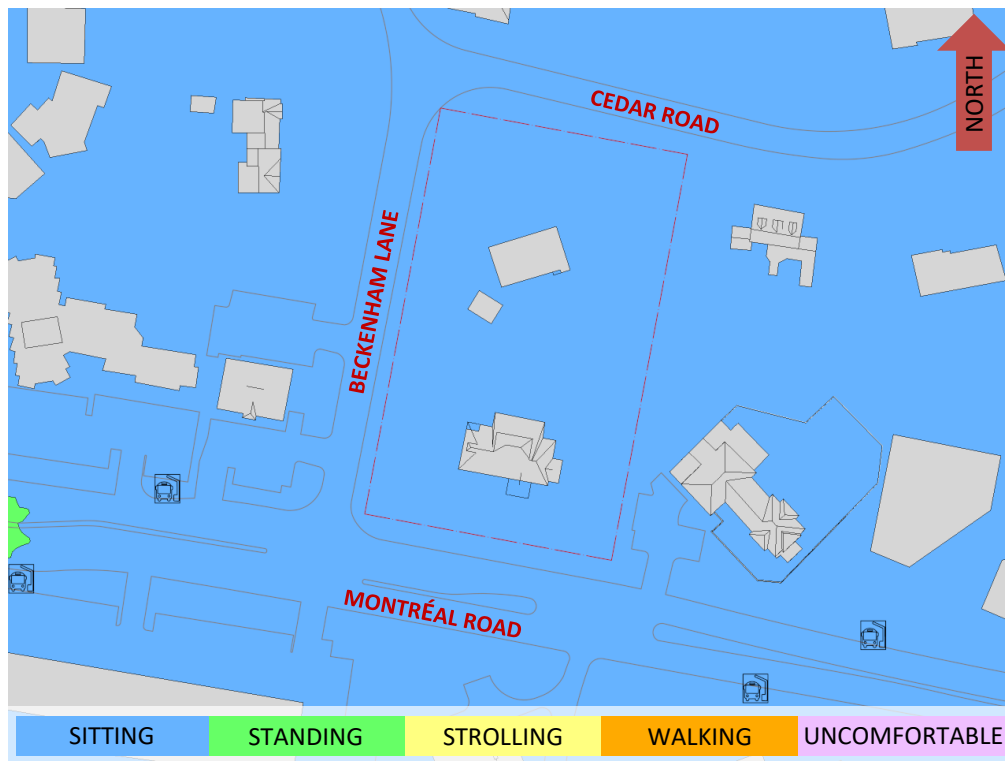 NORTH
CEDAR ROAD
BECKENHAM LANE
MONTRÉAL ROAD
SITTING STANDING STROLLING WALKING UNCOMFORTABLE